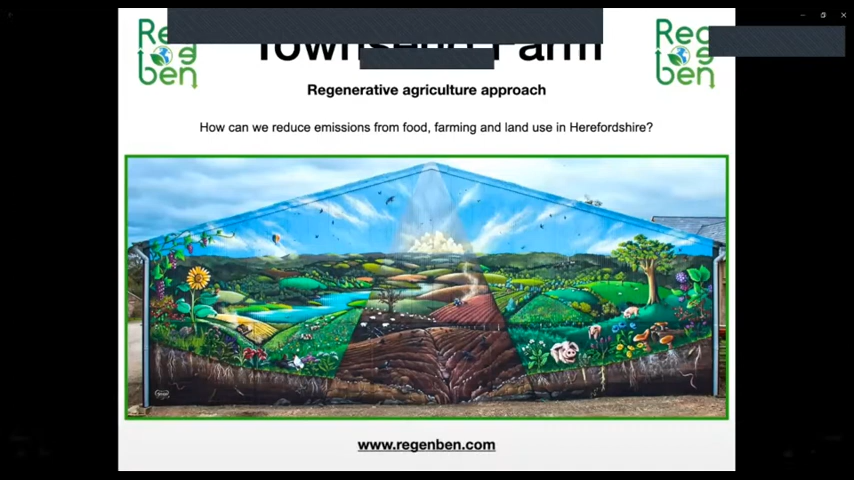 Regen
ben
Regen
ben
Farm
Regenerative agriculture approach
How can we reduce emissions from food, farming and land use in Herefordshire?
www.regenben.com